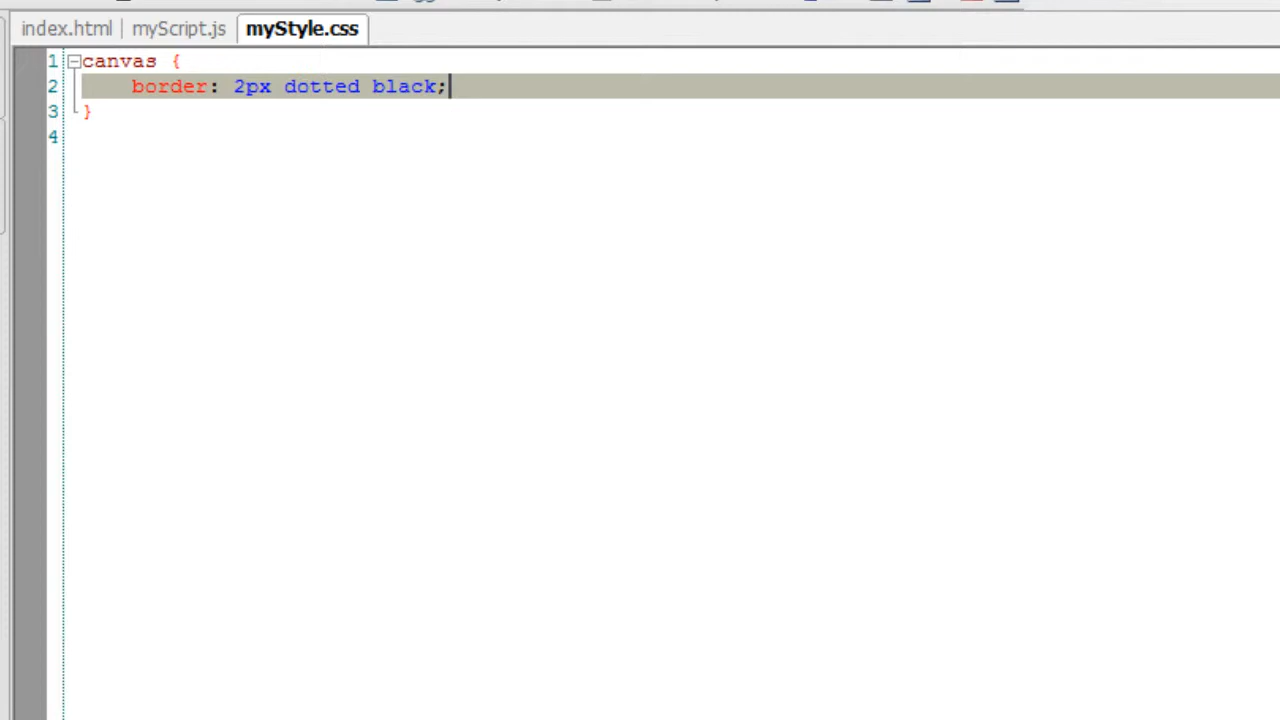 index.html myScript.js myStyle.css
1 canvas {
2 border: 2px dotted black;
3 }
4